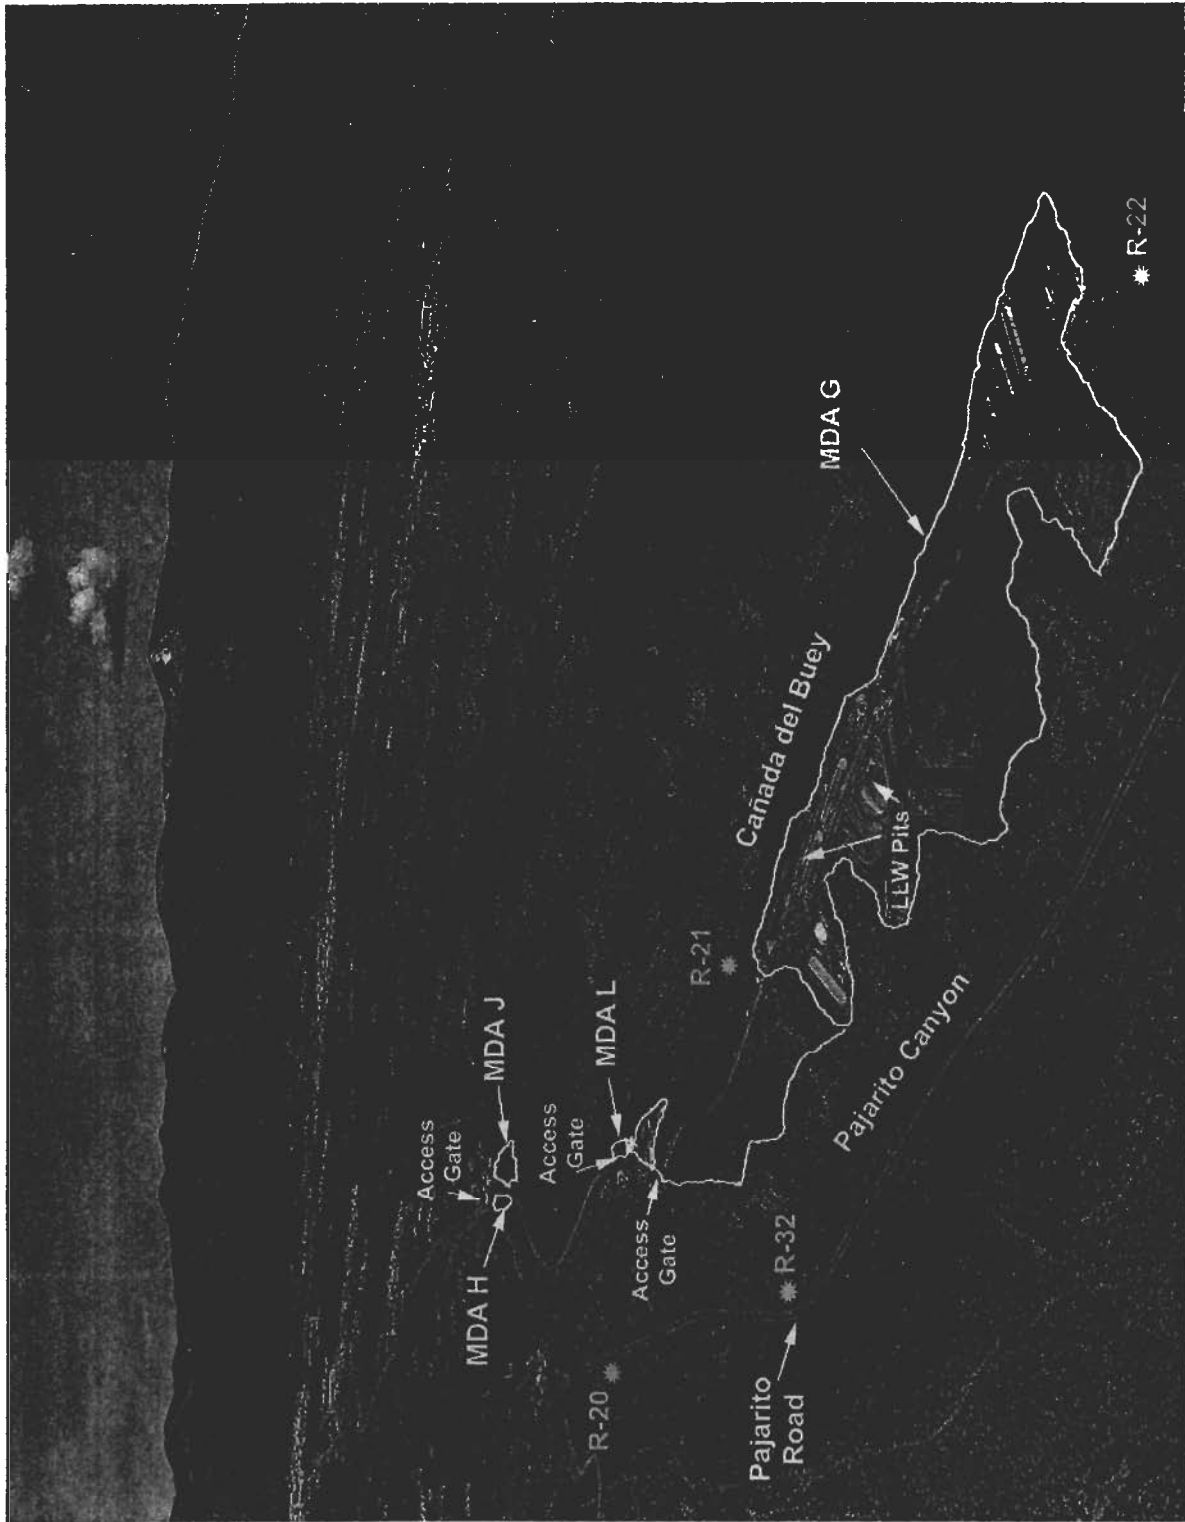 MDA H
Access
Gate
MDA J
R-20
Access
Gate
MDA L
Access
Gate
R-21
Cañada del Buey
MDA G
Pajarito
Road
R-32
Pajarito Canyon
LLW Pits
R-22